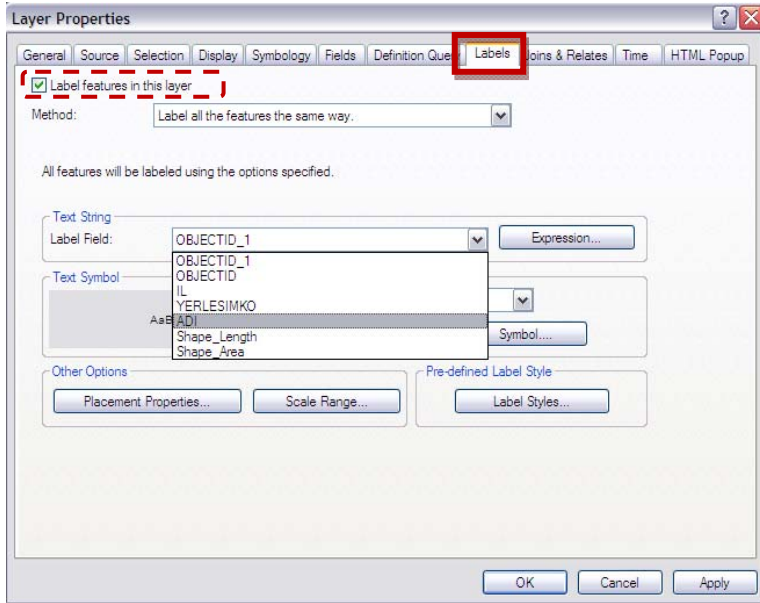 Layer Properties
General Source Selection Display Symbology Fields Definition Labels Joins & Relates Time HTML Popup
Label features in this layer
Method: Label all the features the same way.
All features will be labeled using the options specified.
Text String
Label Field: OBJECTID_1 Expression...
OBJECTID_1
OBJECTID
Text Symbol IL
YERLESIMKO
ADI
Shape_Length Symbol....
Shape_Area
Other Options Pre-defined Label Style
Placement Properties... Scale Range... Label Styles...
OK Cancel Apply